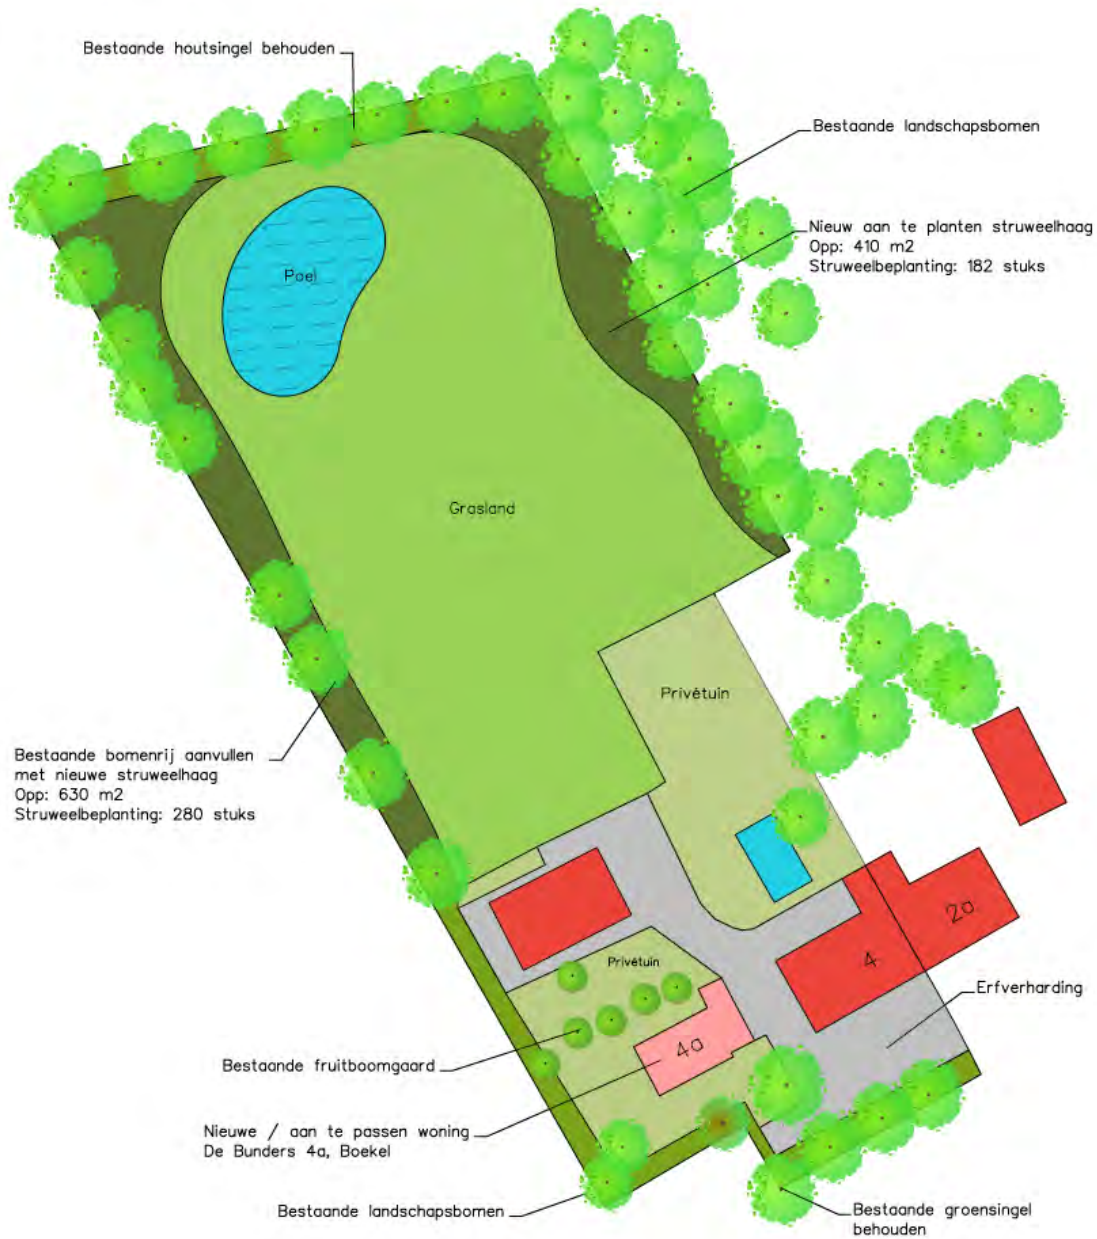 Bestaande houtsingel behouden
Bestaande landschapsbomen
Nieuw aan te planten struweelhaag
Opp: 410 m2
Struweelbeplanting: 182 stuks
Poel
Grasland
Privétuin
Bestaande bomenrij aanvullen
met nieuwe struweelhaag
Opp: 630 m2
Struweelbeplanting: 280 stuks
2a
4
Privétuin
Erfverharding
4a
Bestaande fruitboomgaard
Nieuwe / aan te passen woning
De Bunders 4a, Boekel
Bestaande landschapsbomen
Bestaande groensingel
behouden